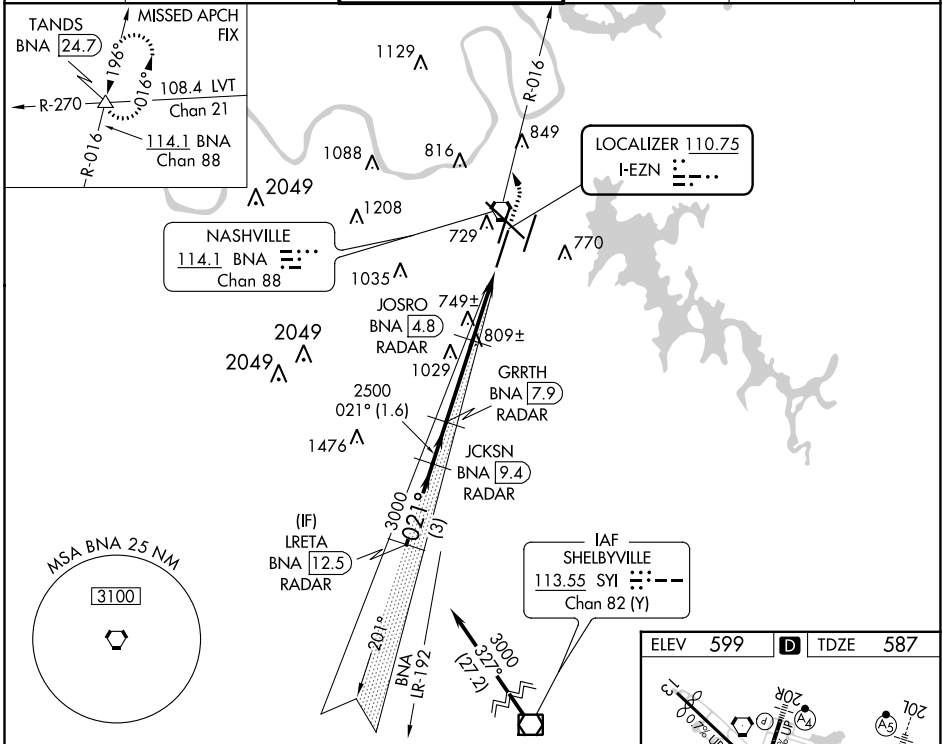 MISSED APCH
FIX
TANDS
BNA 24.7
196°
016°
R-270
108.4 LVT
Chan 21
114.1 BNA
Chan 88
R-016
1129
R-016
849
816
1088
LOCALIZER 110.75
I-EZN
2049
1208
729
770
NASHVILLE
114.1 BNA
Chan 88
1035
JOSRO
BNA 4.8
RADAR
749±
809±
2049
2049
1029
GRRTH
BNA 7.9
RADAR
2500
021° (1.6)
1476
JCKSN
BNA 9.4
RADAR
3000
021°
(3)
(IF)
LRETA
BNA 12.5
RADAR
MSA BNA 25 NM
3100
IAF
SHELBYVILLE
113.55 SYI
Chan 82 (Y)
201°
BNA
LR-192
3000
327°
(27.2)
ELEV 599 D TDZE 587
13
0.7% UP
20R
A4
A5
20L